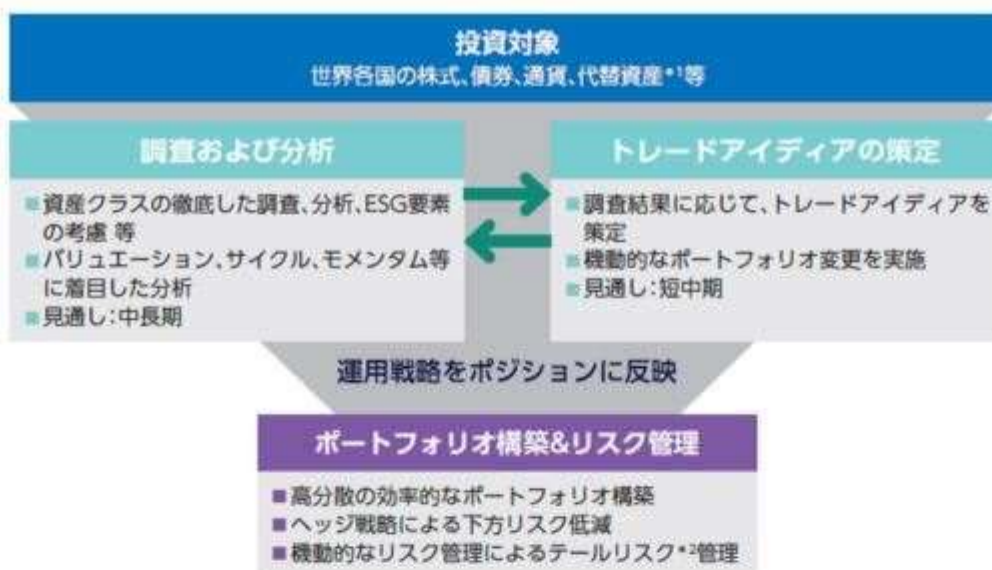 投資対象
世界各国の株式、債券、通貨、代替資産*1等
調査および分析
■資産クラスの徹底した調査、分析、ESG要素
の考慮 等
■バリュエーション、サイクル、モメンタム等
に着目した分析
■見通し:中長期
トレードアイディアの策定
■調査結果に応じて、トレードアイディアを
策定
■機動的なポートフォリオ変更を実施
■見通し:短中期
運用戦略をポジションに反映
ポートフォリオ構築&リスク管理
■高分散の効率的なポートフォリオ構築
■ヘッジ戦略による下方リスク低減
■機動的なリスク管理によるテールリスク*2管理